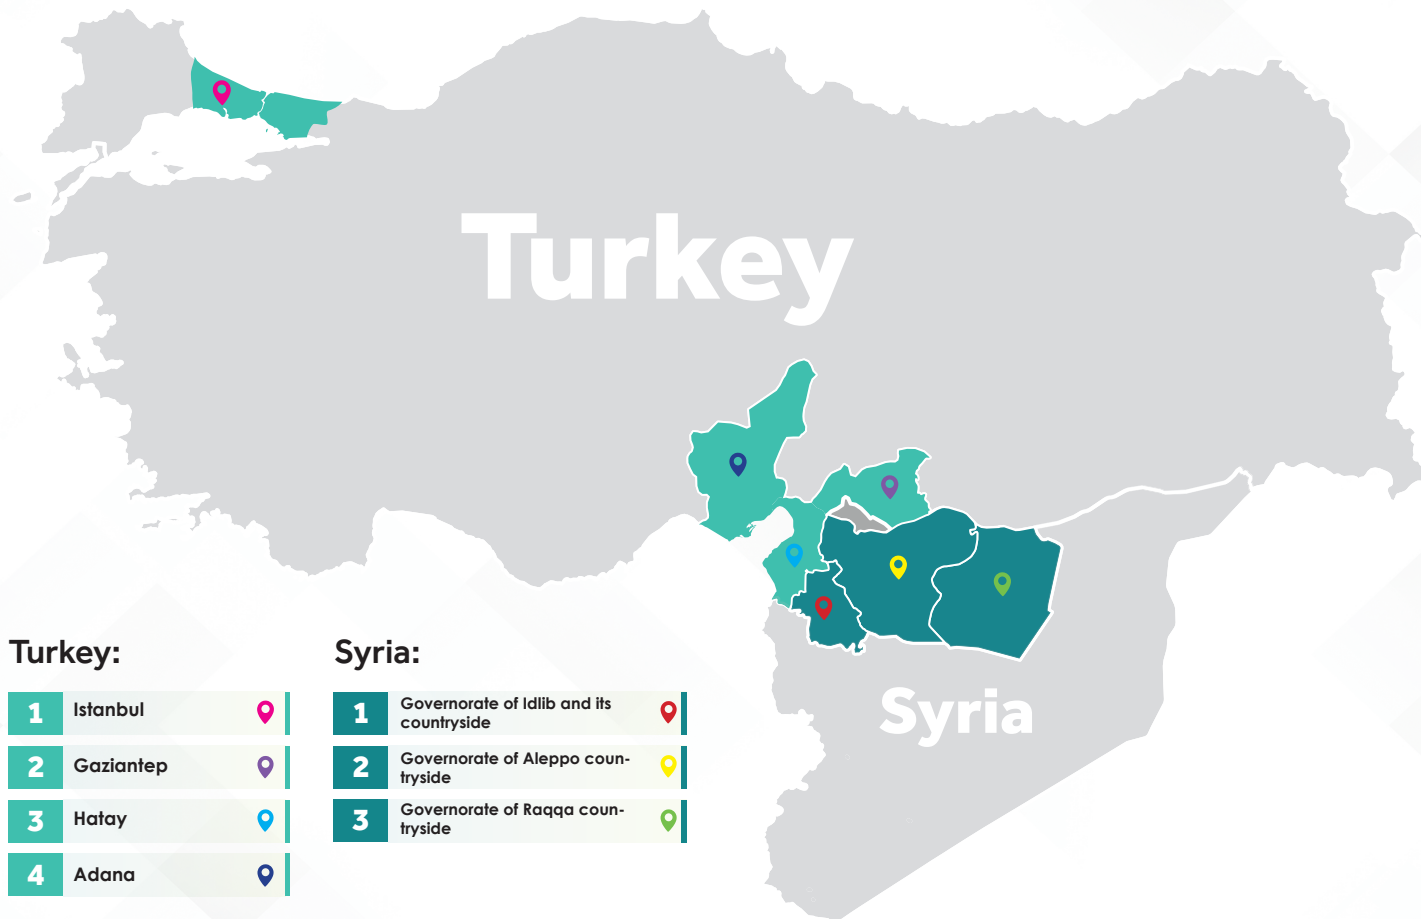 Turkey
Syria
Turkey:
1 Istanbul
2 Gaziantep
3 Hatay
4 Adana
Syria:
1 Governorate of Idlib and its
countryside
2 Governorate of Aleppo coun-
tryside
3 Governorate of Raqqa coun-
tryside